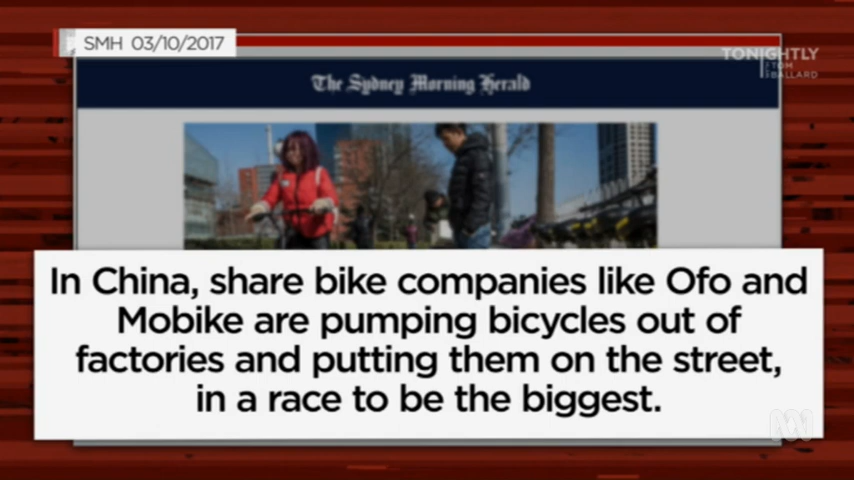 SMH 03/10/2017
TONIGHTLY
WITH TOM
BALLARD
The Sydney Morning Herald
In China, share bike companies like Ofo and
Mobike are pumping bicycles out of
factories and putting them on the street,
in a race to be the biggest.